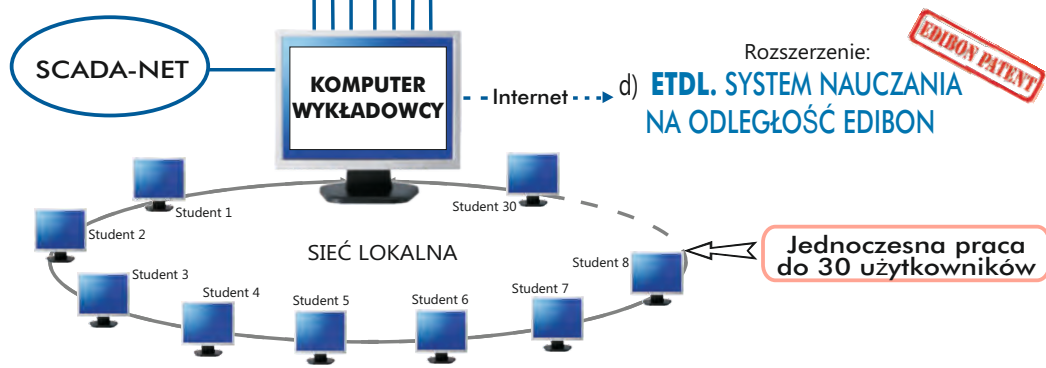 SCADA-NET
KOMPUTER
WYKŁADOWCY
Internet
Rozszerzenie:
d) ETDL. SYSTEM NAUCZANIA
NA ODLEGŁOŚĆ EDIBON
EDIBON PATENT
Student 1
Student 30
Student 2
SIEĆ LOKALNA
Jednoczesna praca
do 30 użytkowników
Student 3
Student 8
Student 4
Student 5
Student 6
Student 7